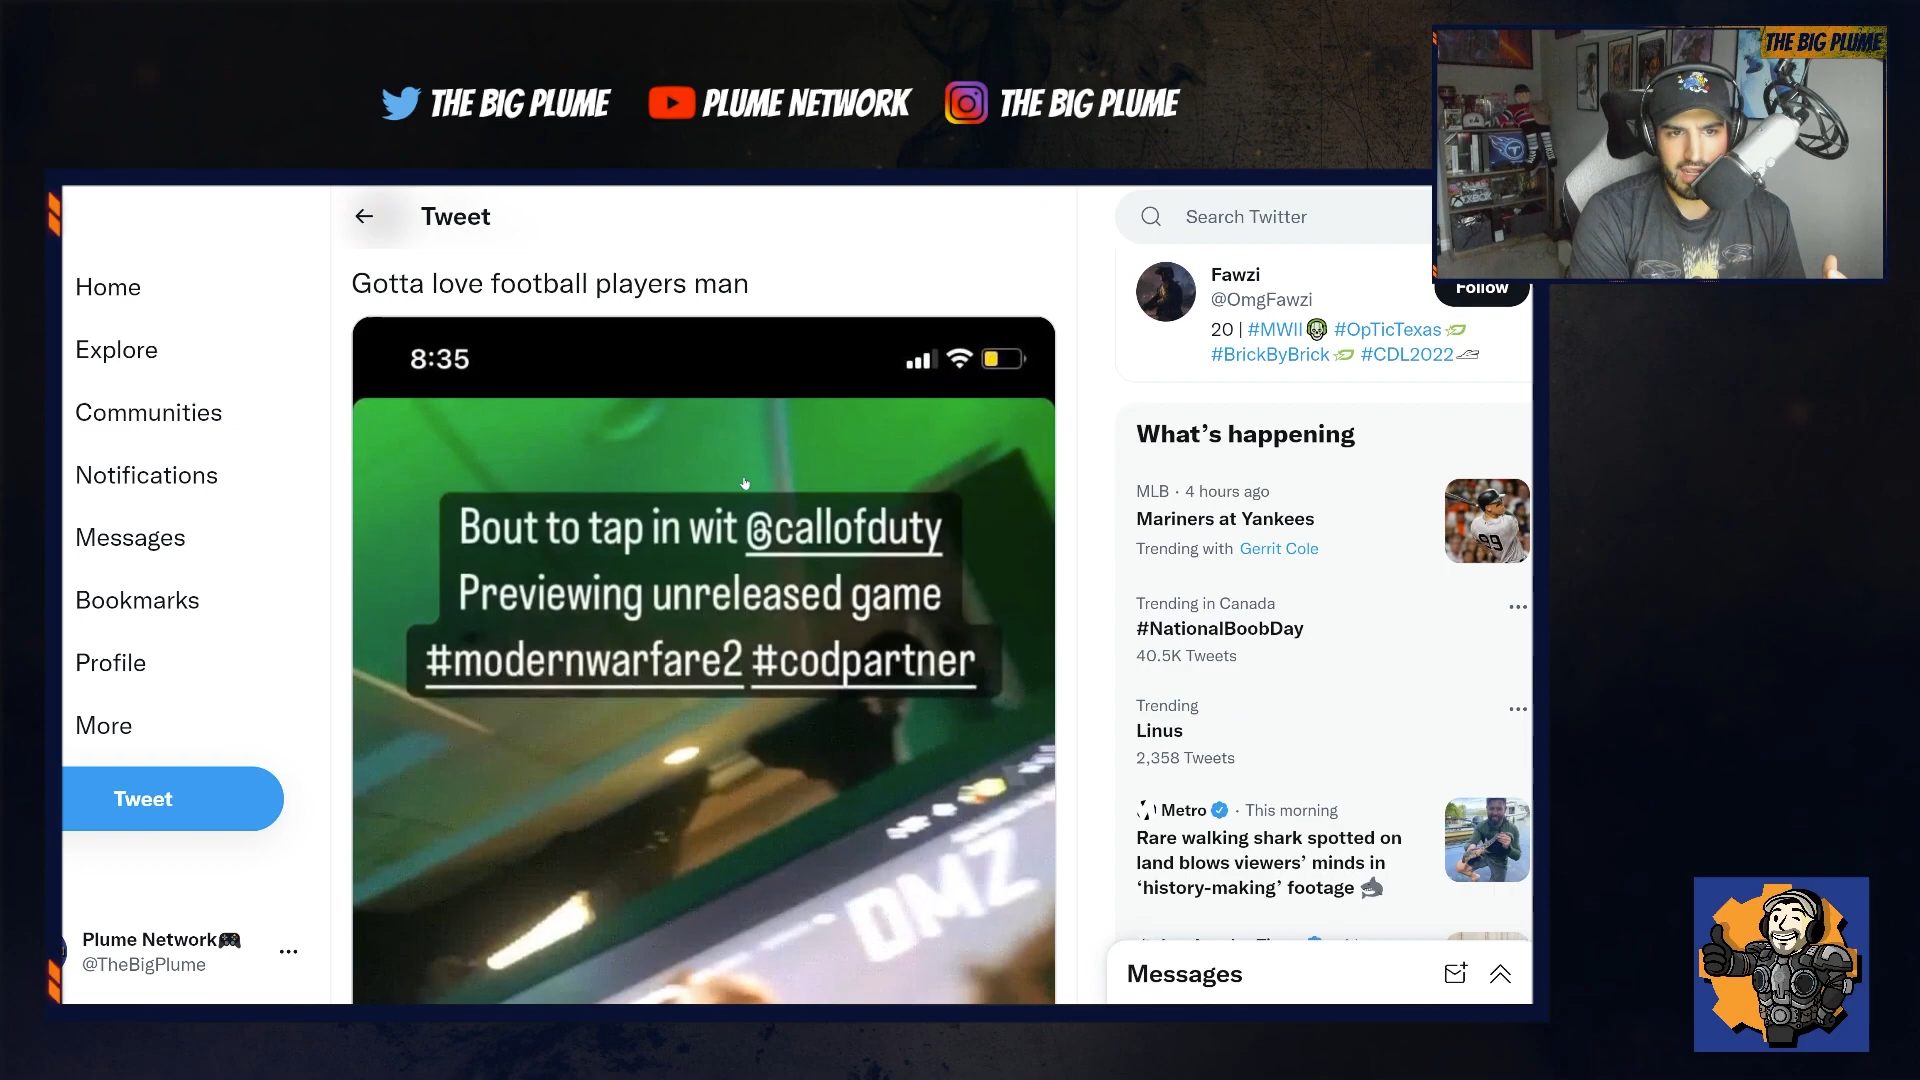 THE BIG PLUME
THE BIG PLUME PLUME NETWORK THE BIG PLUME
Tweet
Search Twitter
Home
Explore
Communities
Notifications
Messages
Bookmarks
Profile
More
Tweet
Plume Network🎮
@TheBigPlume
Gotta love football players man
8:35
Bout to tap in wit @callofduty
Previewing unreleased game
#modernwarfare2 #codpartner
DMZ
Fawzi
@OmgFawzi
Follow
20 | #MWII #OpTicTexas
#BrickByBrick #CDL2022
What’s happening
MLB · 4 hours ago
Mariners at Yankees
Trending with Gerrit Cole
99
Trending in Canada
#NationalBoobDay
40.5K Tweets
Trending
Linus
2,358 Tweets
Metro · This morning
Rare walking shark spotted on
land blows viewers’ minds in
‘history-making’ footage 🦈
Messages